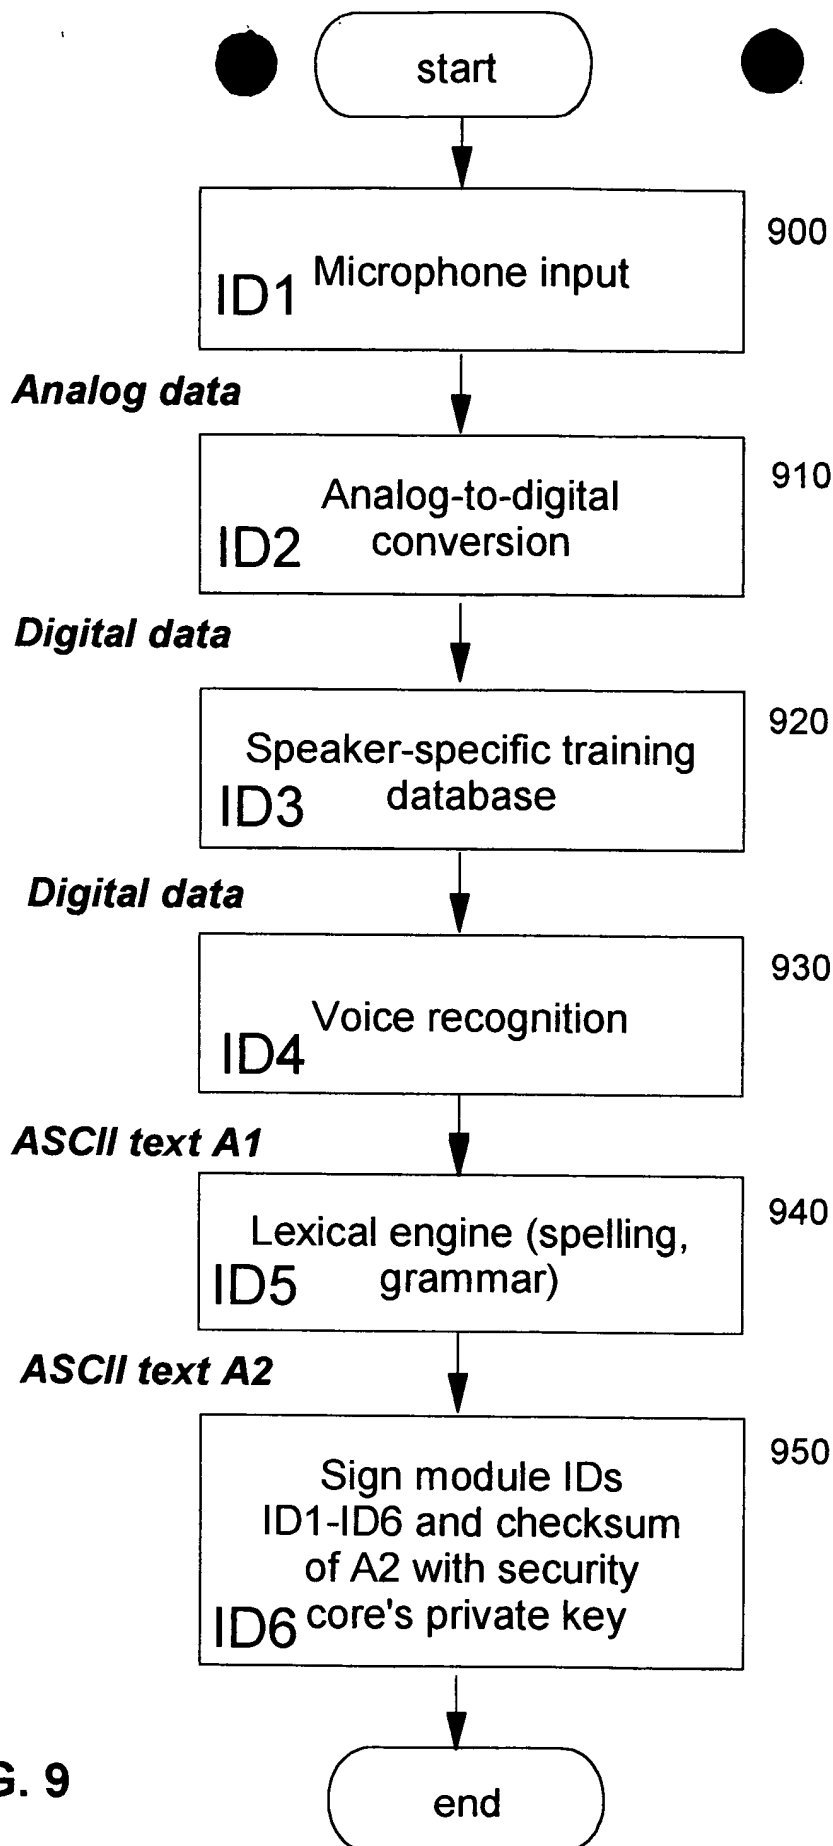 start
900
Microphone input
ID1
Analog data
910
Analog-to-digital
conversion
ID2
Digital data
920
Speaker-specific training
database
ID3
Digital data
930
Voice recognition
ID4
ASCII text A1
940
Lexical engine (spelling,
grammar)
ID5
ASCII text A2
950
Sign module IDs
ID1-ID6 and checksum
of A2 with security
core's private key
ID6
G. 9
end